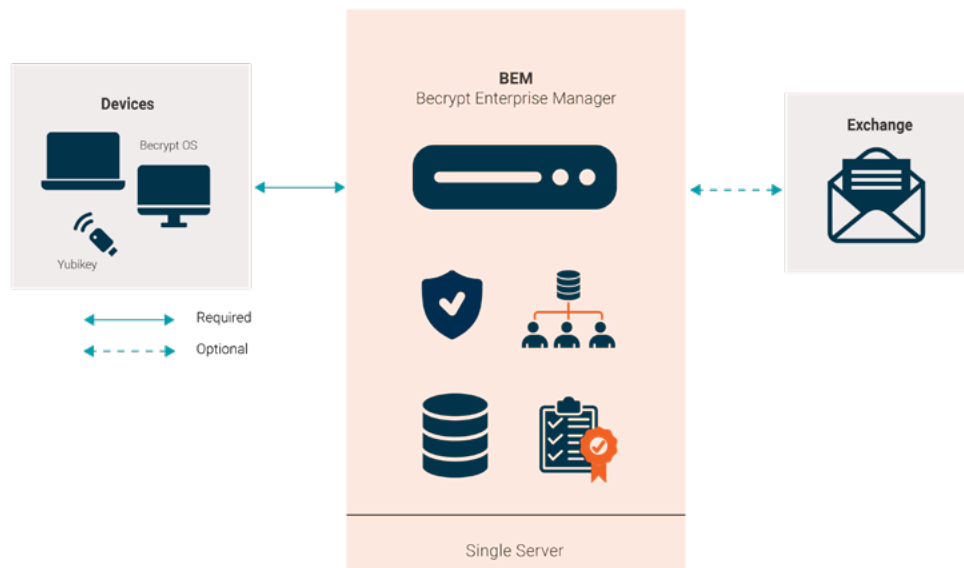 Devices
Becrypt OS
Yubikey
Required
Optional
BEM
Becrypt Enterprise Manager
Single Server
Exchange